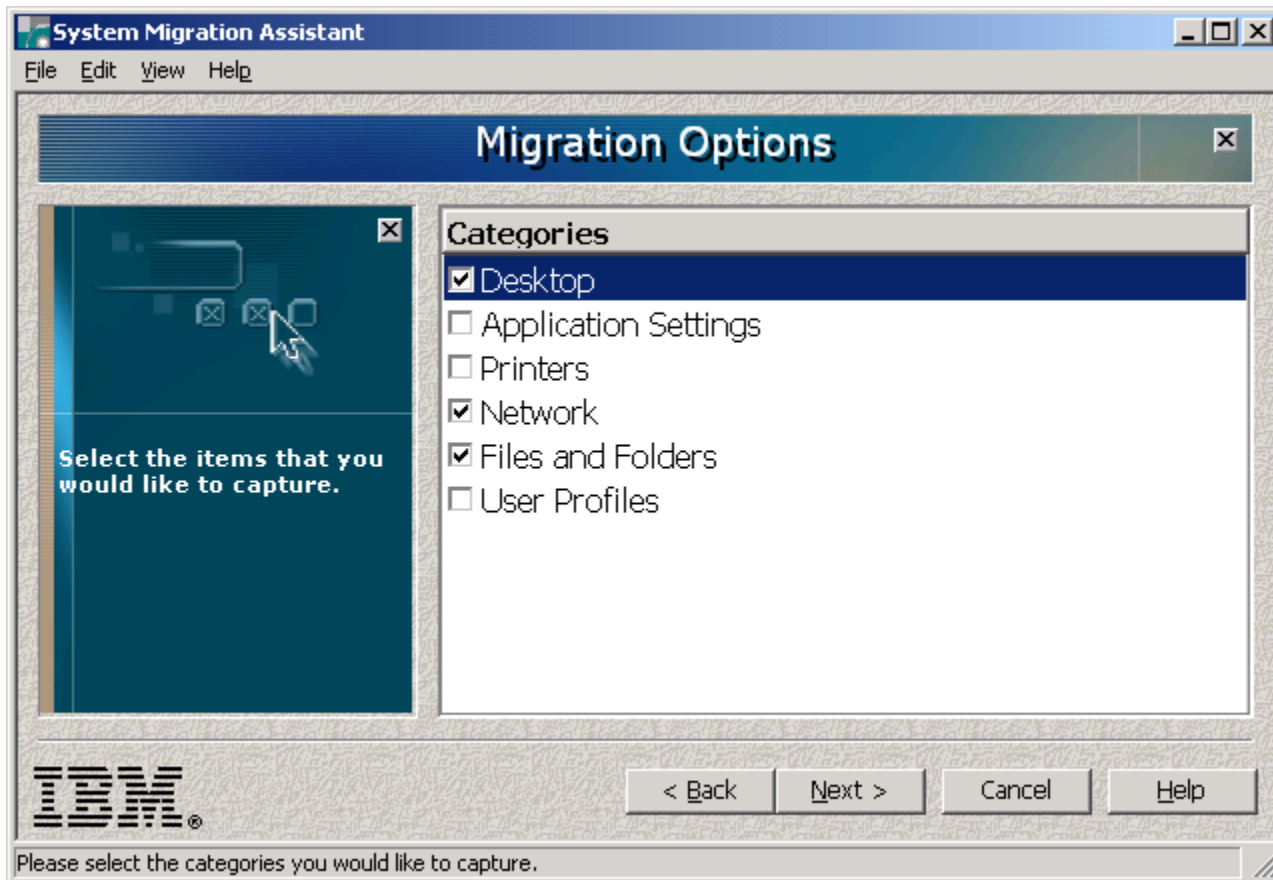 System Migration Assistant
File Edit View Help
Migration Options
Categories
Desktop
Application Settings
Printers
Network
Files and Folders
User Profiles
Select the items that you
would like to capture.
IBM®
< Back Next > Cancel Help
Please select the categories you would like to capture.